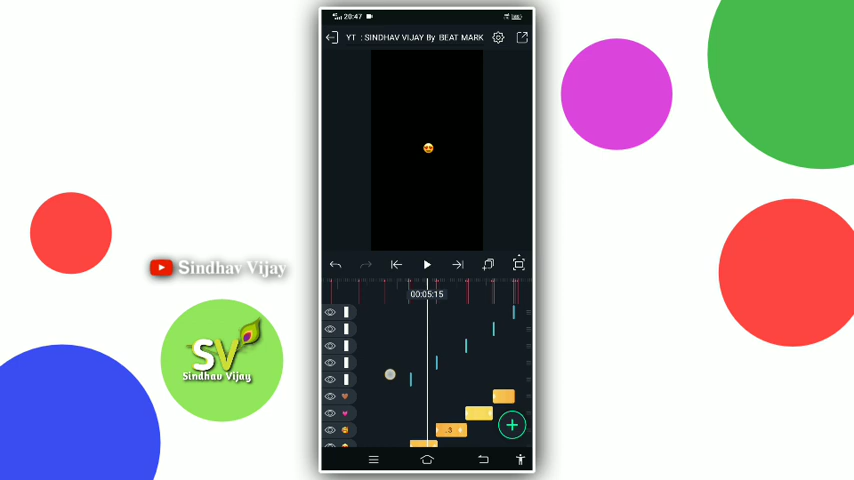 20:47
YT : SINDHAV VIJAY By BEAT MARK
00:05:15
Sindhav Vijay
SV
Sindhav Vijay